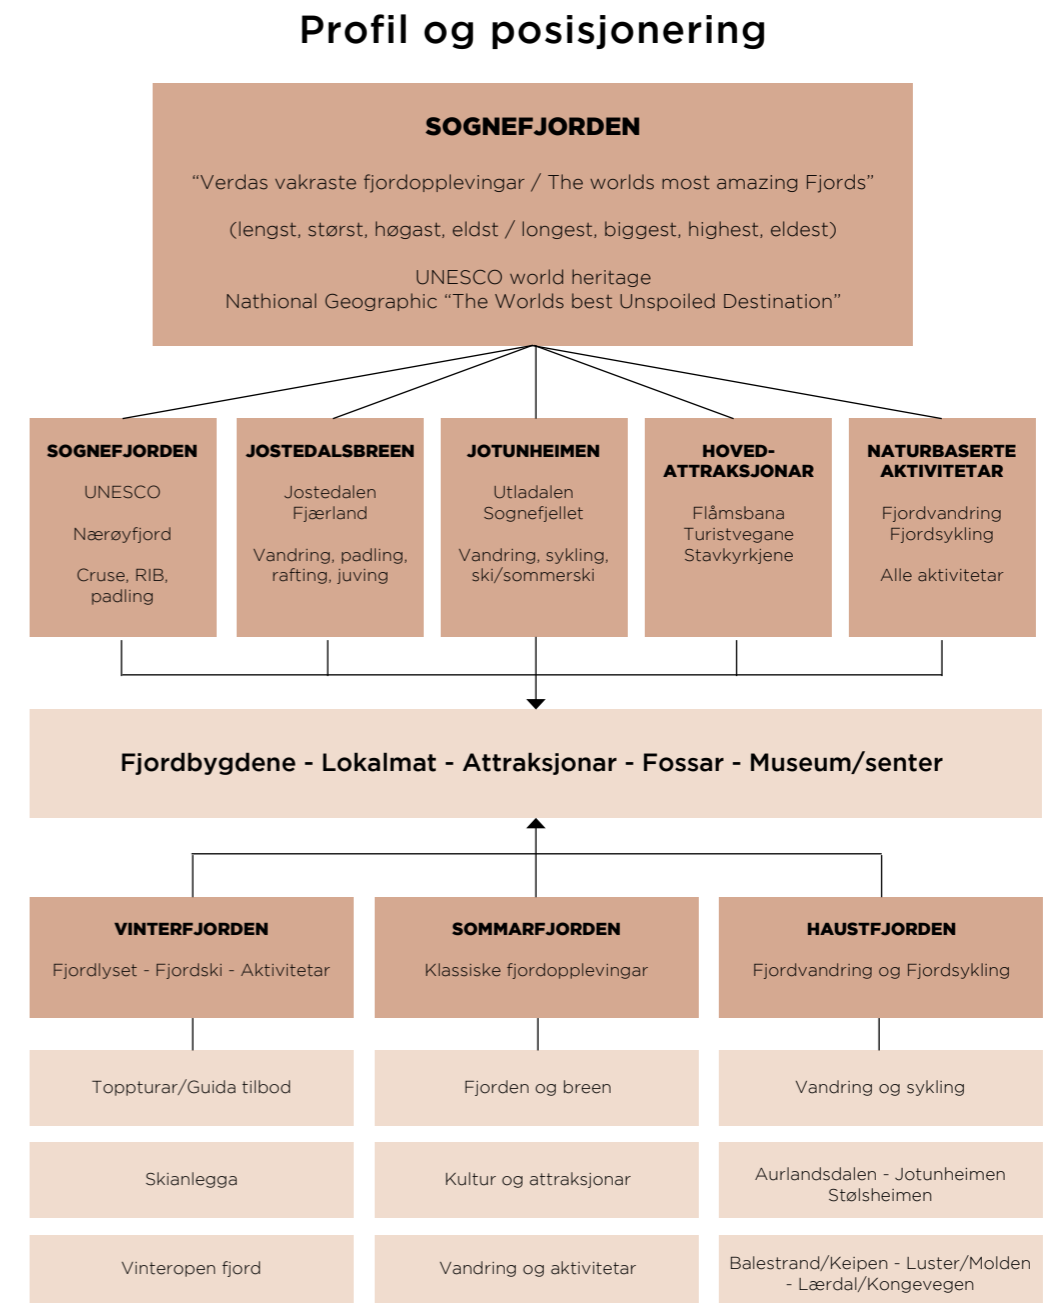 Profil og posisjonering
SOGNEFJORDEN
“Verdas vakraste fjordopplevingar / The worlds most amazing Fjords”
(lengst, størst, høgast, eldst / longest, biggest, highest, eldest)
UNESCO world heritage
Nathional Geographic “The Worlds best Unspoiled Destination”
SOGNEFJORDEN
UNESCO
Nærøyfjord
Cruse, RIB,
padling
JOSTEDALSBREEN
Jostedalen
Fjærland
Vandring, padling,
rafting, juving
JOTUNHEIMEN
Utladalen
Sognefjellet
Vandring, sykling,
ski/sommerski
HOVED-
ATTRAKSJONAR
Flåmsbana
Turistvegane
Stavkyrkjene
NATURBASERTE
AKTIVITETAR
Fjordvandring
Fjordsykling
Alle aktivitetar
Fjordbygdene - Lokalmat - Attraksjonar - Fossar - Museum/senter
VINTERFJORDEN
Fjordlyset - Fjordski - Aktivitetar
Toppturar/Guida tilbod
Skianlegga
Vinteropen fjord
SOMMARFJORDEN
Klassiske fjordopplevingar
Fjorden og breen
Kultur og attraksjonar
Vandring og aktivitetar
HAUSTFJORDEN
Fjordvandring og Fjordsykling
Vandring og sykling
Aurlandsdalen - Jotunheimen
Stølsheimen
Balestrand/Keipen - Luster/Molden
- Lærdal/Kongevegen